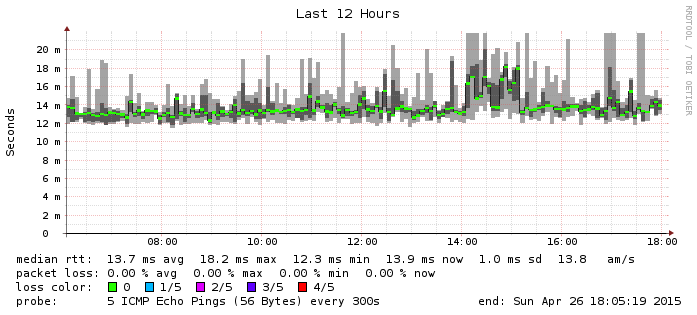 Last 12 Hours
RRDTOOL / TOBI OETIKER
Seconds
20 m
18 m
16 m
14 m
12 m
10 m
8 m
6 m
4 m
2 m
0
08:00 10:00 12:00 14:00 16:00 18:00
median rtt: 13.7 ms avg 18.2 ms max 12.3 ms min 13.9 ms now 1.0 ms sd 13.8 am/s
packet loss: 0.00 % avg 0.00 % max 0.00 % min 0.00 % now
loss color: 0 1/5 2/5 3/5 4/5
probe: 5 ICMP Echo Pings (56 Bytes) every 300s end: Sun Apr 26 18:05:19 2015